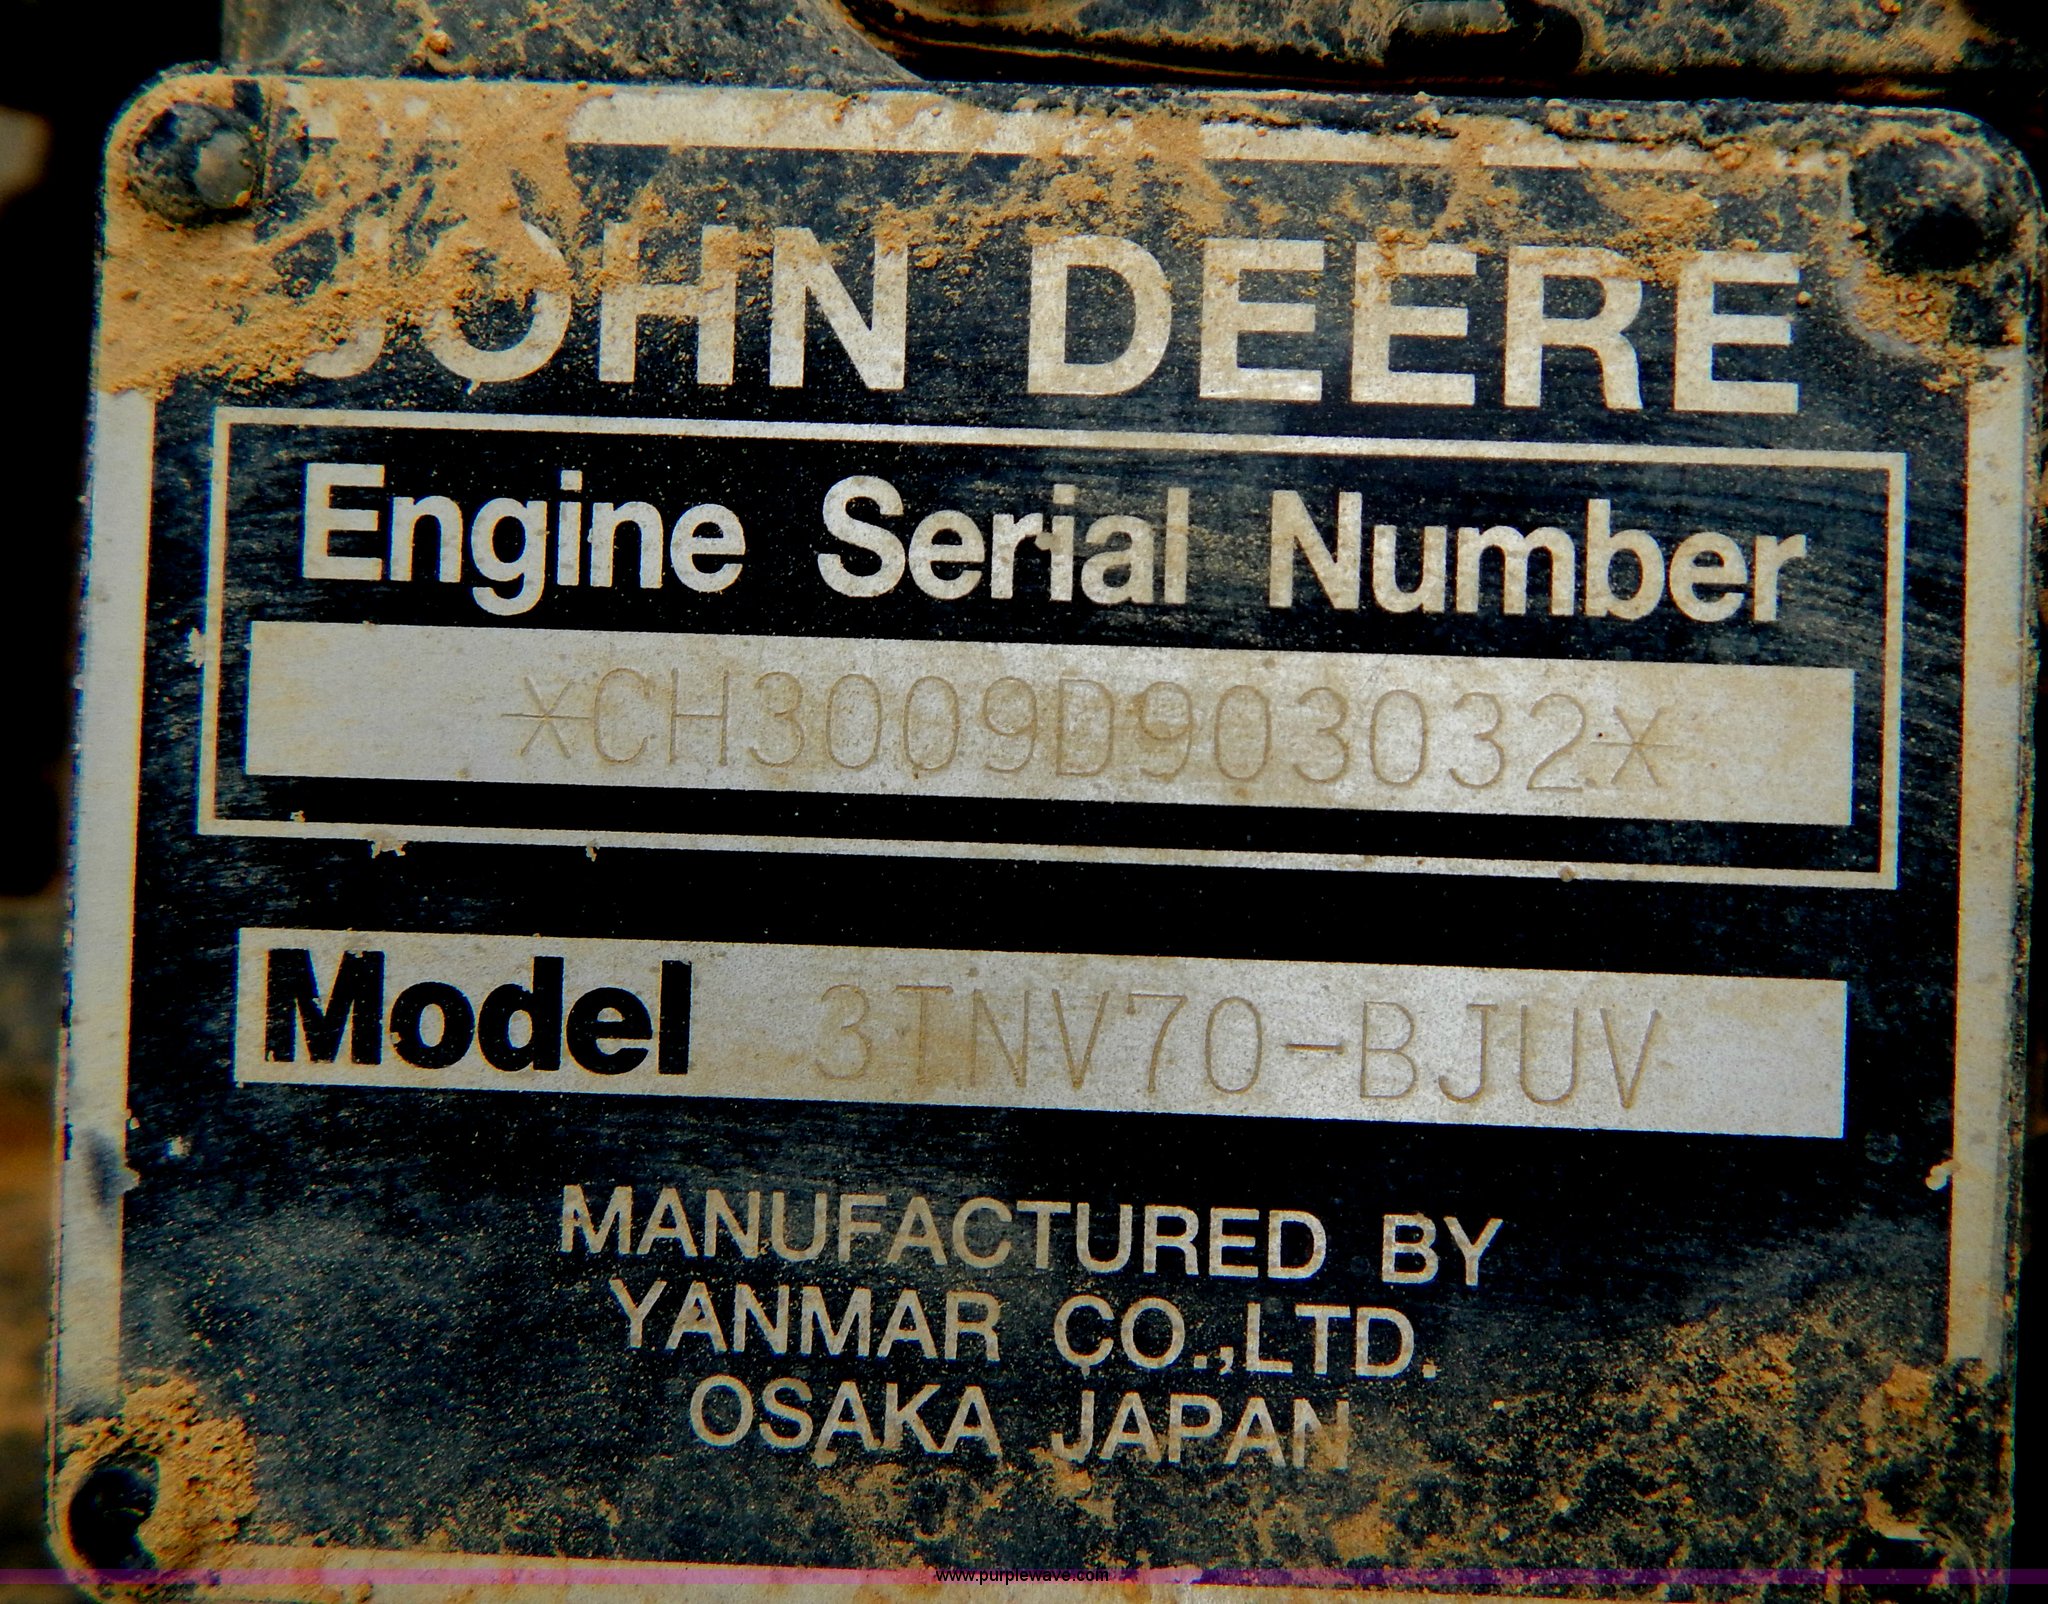 JOHN DEERE
Engine Serial Number
*CH3009D903032*
Model 3TNV70-BJUV
MANUFACTURED BY
YANMAR CO.,LTD.
OSAKA JAPAN
www.purplewave.com